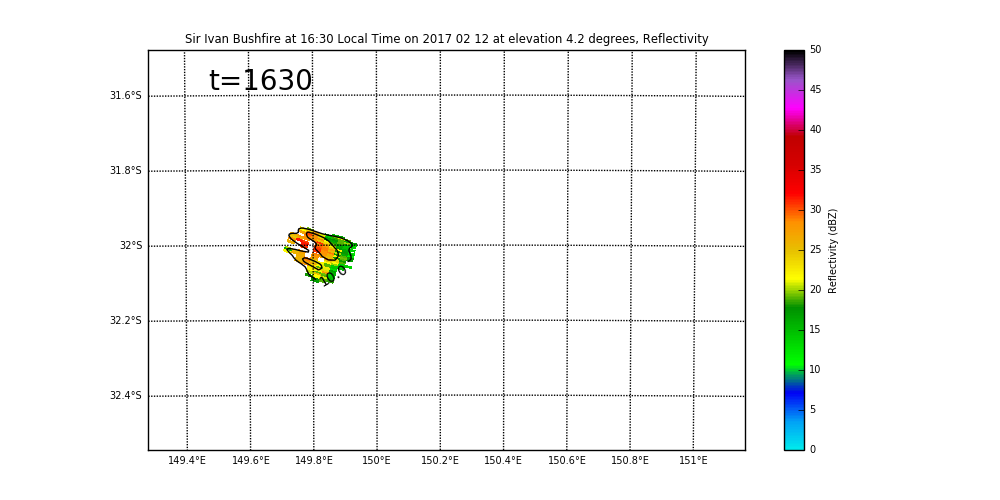 Sir Ivan Bushfire at 16:30 Local Time on 2017 02 12 at elevation 4.2 degrees, Reflectivity
t=1630
31.6°S
31.8°S
32°S
32.2°S
32.4°S
149.4°E 149.6°E 149.8°E 150°E 150.2°E 150.4°E 150.6°E 150.8°E 151°E
50
45
40
35
30
25
20
15
10
5
0
Reflectivity (dBZ)